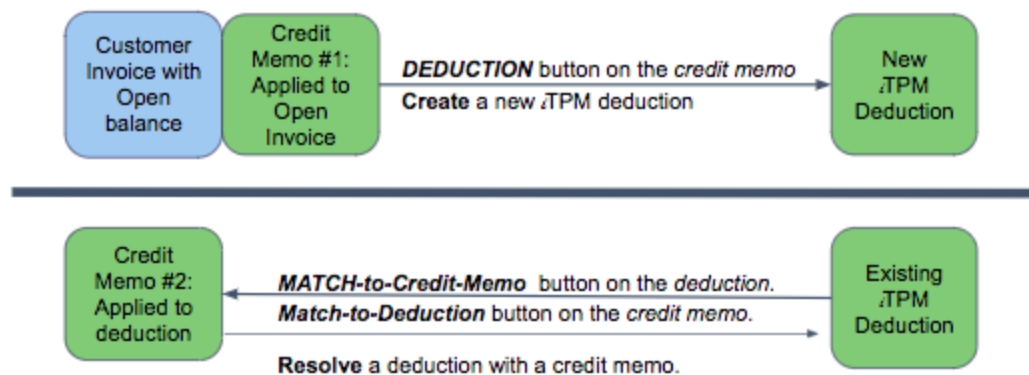 Customer
Invoice with
Open
balance
Credit
Memo #1:
Applied to
Open
Invoice
DEDUCTION button on the credit memo
Create a new iTPM deduction
New
iTPM
Deduction
Credit
Memo #2:
Applied to
deduction
MATCH-to-Credit-Memo button on the deduction.
Match-to-Deduction button on the credit memo.
Resolve a deduction with a credit memo.
Existing
iTPM
Deduction